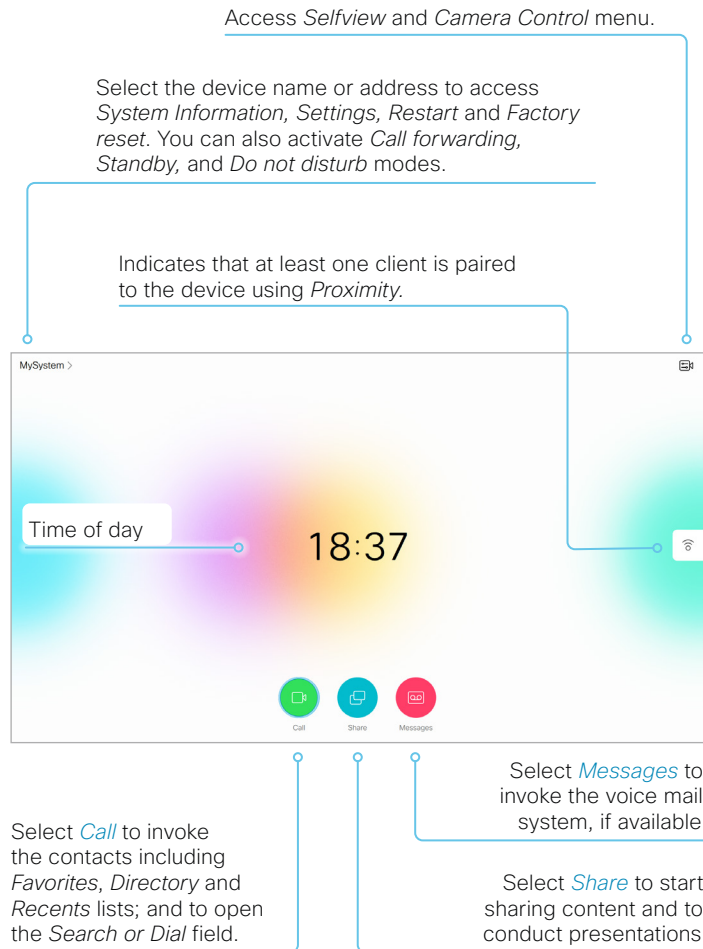 Access Selfview and Camera Control menu.
Select the device name or address to access
System Information, Settings, Restart and Factory
reset. You can also activate Call forwarding,
Standby, and Do not disturb modes.
Indicates that at least one client is paired
to the device using Proximity.
MySystem >
Time of day
18:37
Call
Share
Messages
Select Messages to
invoke the voice mail
system, if available
Select Call to invoke
the contacts including
Favorites, Directory and
Recents lists; and to open
the Search or Dial field.
Select Share to start
sharing content and to
conduct presentations